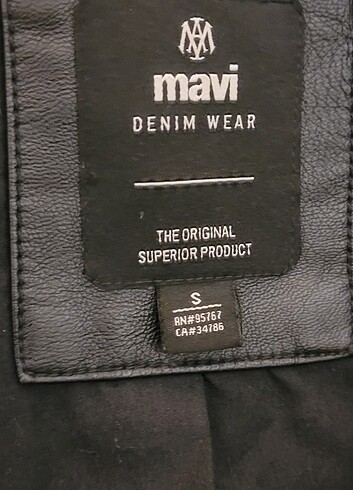 mavi
DENIM WEAR
THE ORIGINAL
SUPERIOR PRODUCT
S
RN#95767
CA#34786